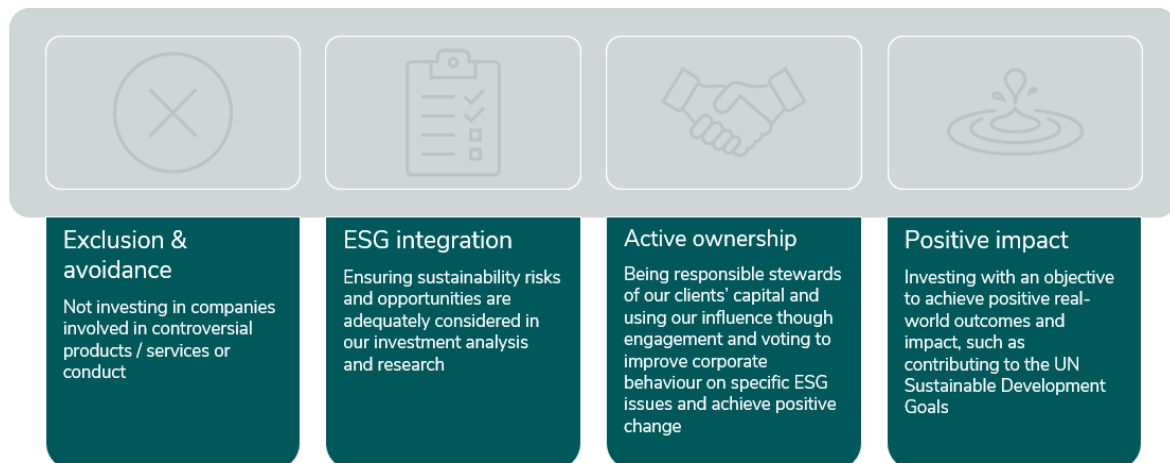 Exclusion &
avoidance
Not investing in companies
involved in controversial
products / services or
conduct
ESG integration
Ensuring sustainability risks
and opportunities are
adequately considered in
our investment analysis
and research
Active ownership
Being responsible stewards
of our clients’ capital and
using our influence though
engagement and voting to
improve corporate
behaviour on specific ESG
issues and achieve positive
change
Positive impact
Investing with an objective
to achieve positive real-
world outcomes and
impact, such as
contributing to the UN
Sustainable Development
Goals